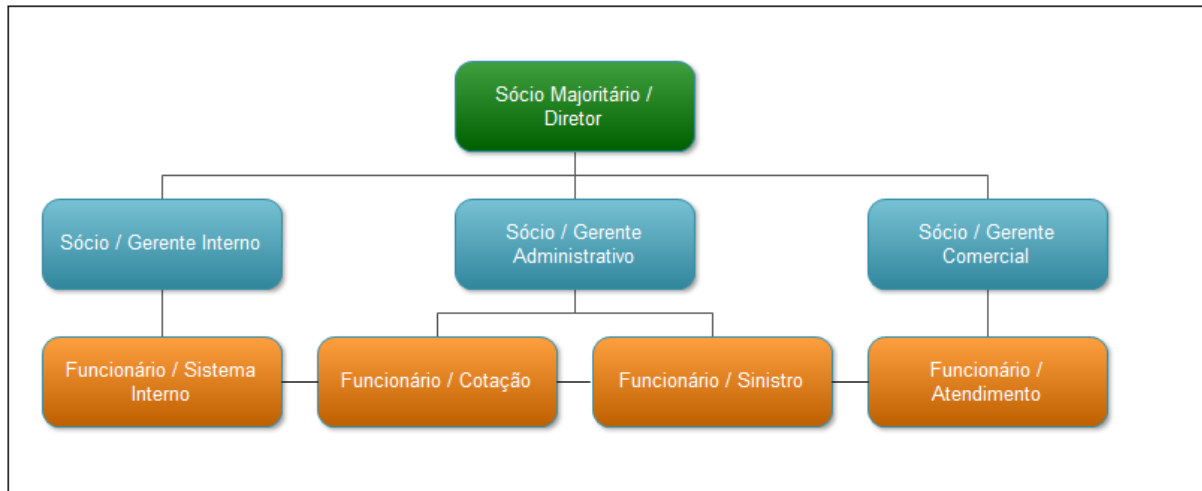 Sócio Majoritário /
Diretor
Sócio / Gerente Interno
Sócio / Gerente
Administrativo
Sócio / Gerente
Comercial
Funcionário / Sistema
Interno
Funcionário / Cotação
Funcionário / Sinistro
Funcionário /
Atendimento